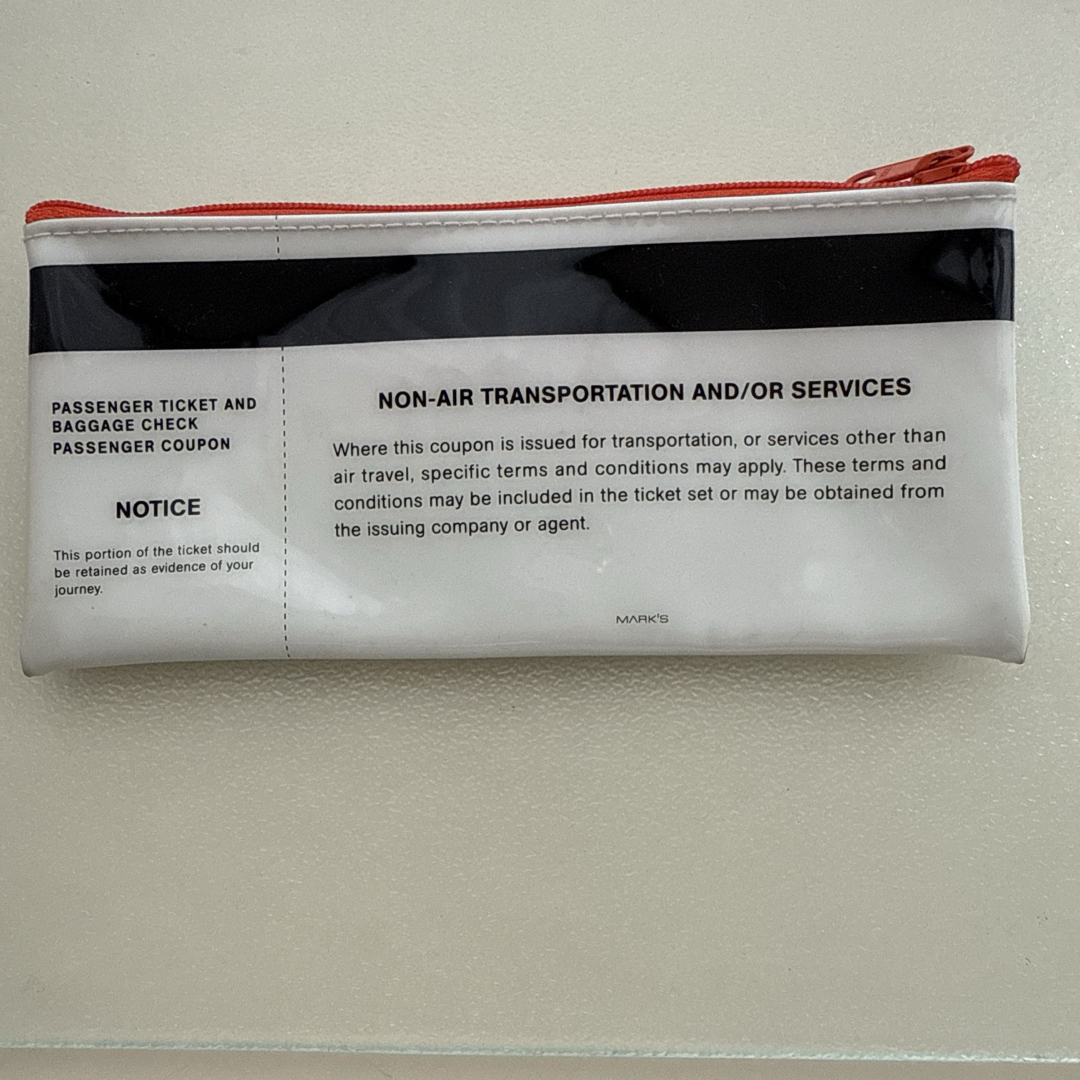 PASSENGER TICKET AND
BAGGAGE CHECK
PASSENGER COUPON
NOTICE
This portion of the ticket should
be retained as evidence of your
journey.
NON-AIR TRANSPORTATION AND/OR SERVICES
Where this coupon is issued for transportation, or services other than
air travel, specific terms and conditions may apply. These terms and
conditions may be included in the ticket set or may be obtained from
the issuing company or agent.
MARK'S